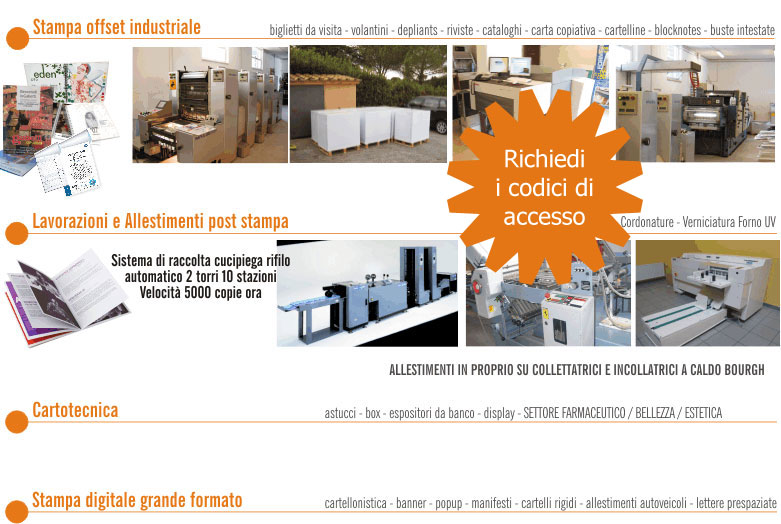 Stampa offset industriale
biglietti da visita - volantini - depliants - riviste - cataloghi - carta copiativa - cartelline - blocknotes - buste intestate
eden
Richiedi
i codici di
accesso
Lavorazioni e Allestimenti post stampa
Cordonature - Verniciatura Forno UV
Sistema di raccolta cucipiega rifilo
automatico 2 torri 10 stazioni
Velocità 5000 copie ora
ALLESTIMENTI IN PROPRIO SU COLLETTATRICI E INCOLLATRICI A CALDO BOURGH
Cartotecnica
astucci - box - espositori da banco - display - SETTORE FARMACEUTICO / BELLEZZA / ESTETICA
Stampa digitale grande formato
cartellonistica - banner - popup - manifesti - cartelli rigidi - allestimenti autoveicoli - lettere prespaziate